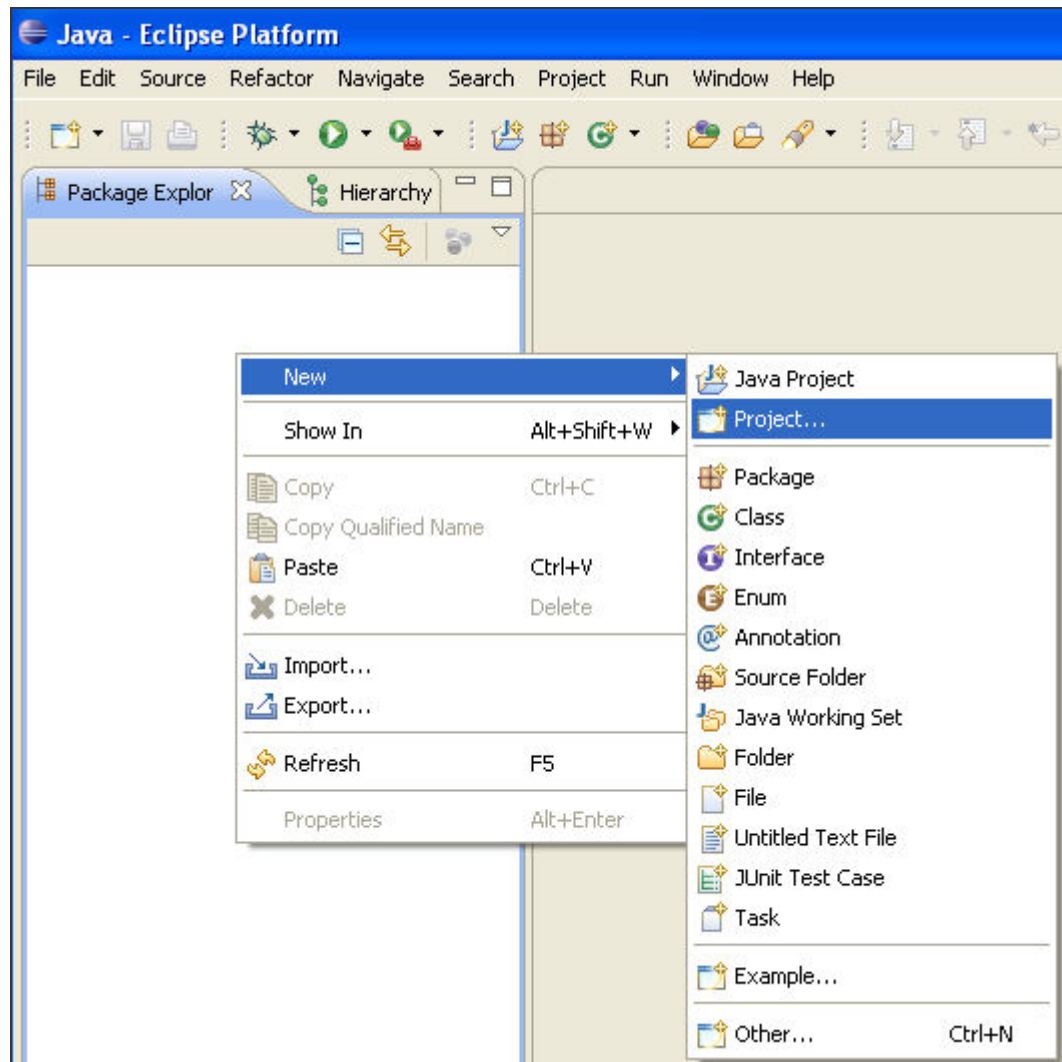 Java - Eclipse Platform
File Edit Source Refactor Navigate Search Project Run Window Help
Package Explor Hierarchy
New
Show In Alt+Shift+W
Copy Ctrl+C
Copy Qualified Name
Paste Ctrl+V
Delete Delete
Import...
Export...
Refresh F5
Properties Alt+Enter
Java Project
Project...
Package
Class
Interface
Enum
Annotation
Source Folder
Java Working Set
Folder
File
Untitled Text File
JUnit Test Case
Task
Example...
Other... Ctrl+N